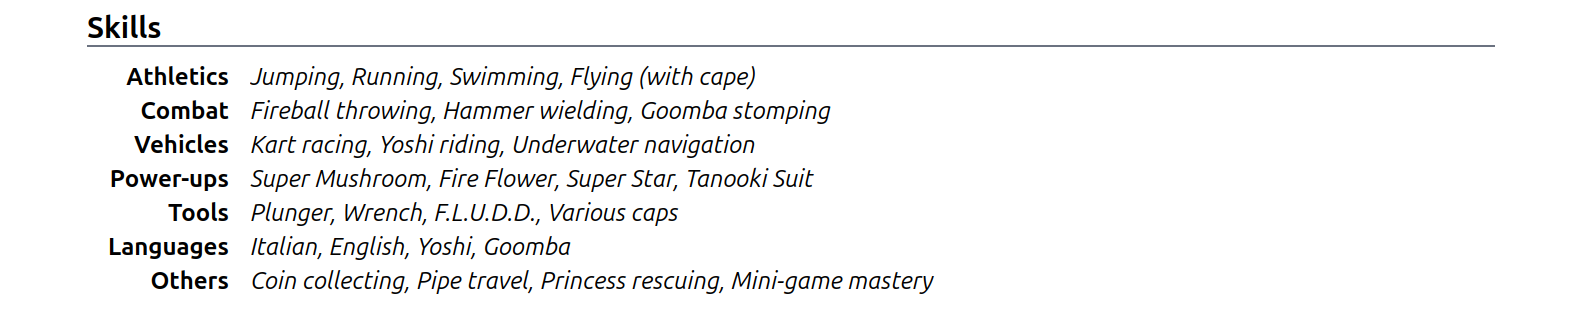 Skills
Athletics Jumping, Running, Swimming, Flying (with cape)
Combat Fireball throwing, Hammer wielding, Goomba stomping
Vehicles Kart racing, Yoshi riding, Underwater navigation
Power-ups Super Mushroom, Fire Flower, Super Star, Tanooki Suit
Tools Plunger, Wrench, F.L.U.D.D., Various caps
Languages Italian, English, Yoshi, Goomba
Others Coin collecting, Pipe travel, Princess rescuing, Mini-game mastery